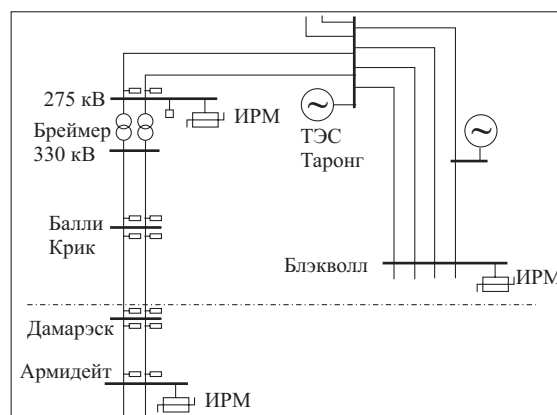 275 кВ
ИРМ
Бреймер
330 кВ
ТЭС
Таронг
Балли
Крик
Блэкволл
ИРМ
Дамарэск
Армидейт
ИРМ